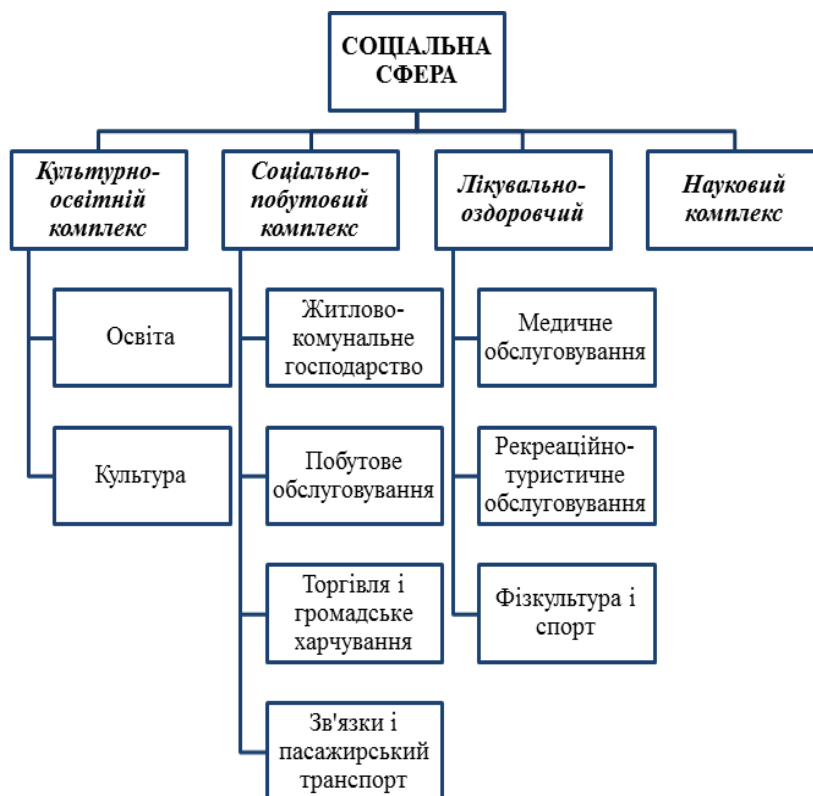 СОЦІАЛЬНА
СФЕРА
Культурно-
освітній
комплекс
Соціально-
побутовий
комплекс
Лікувально-
оздоровчий
Науковий
комплекс
Освіта
Культура
Житлово-
комунальне
господарство
Побутове
обслуговування
Торгівля і
громадське
харчування
Зв'язки і
пасажирський
транспорт
Медичне
обслуговування
Рекреаційно-
туристичне
обслуговування
Фізкультура і
спорт